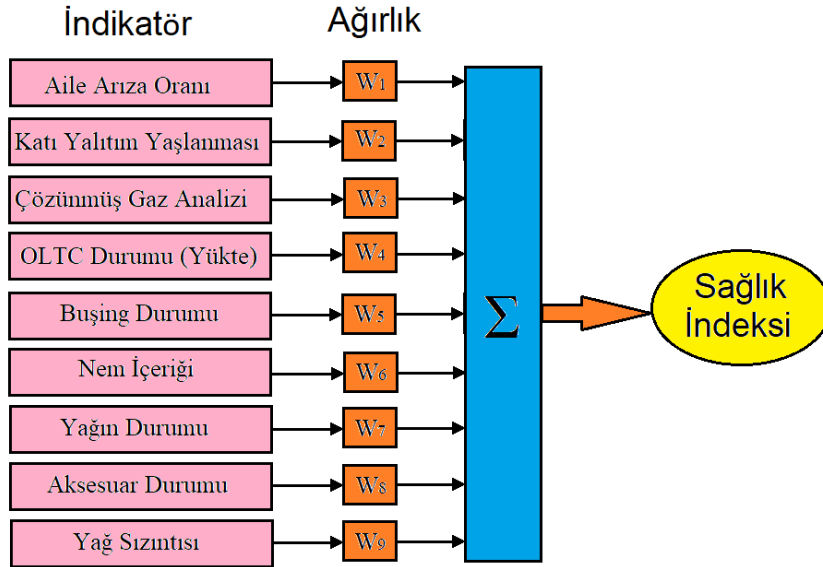 İndikatör
Ağırlık
Aile Arıza Oranı
W1
Katı Yalıtım Yaşlanması
W2
Çözünmüş Gaz Analizi
W3
OLTC Durumu (Yükte)
W4
Buşing Durumu
W5
Nem İçeriği
W6
Yağın Durumu
W7
Aksesuar Durumu
W8
Yağ Sızıntısı
W9
Σ
Sağlık
İndeksi